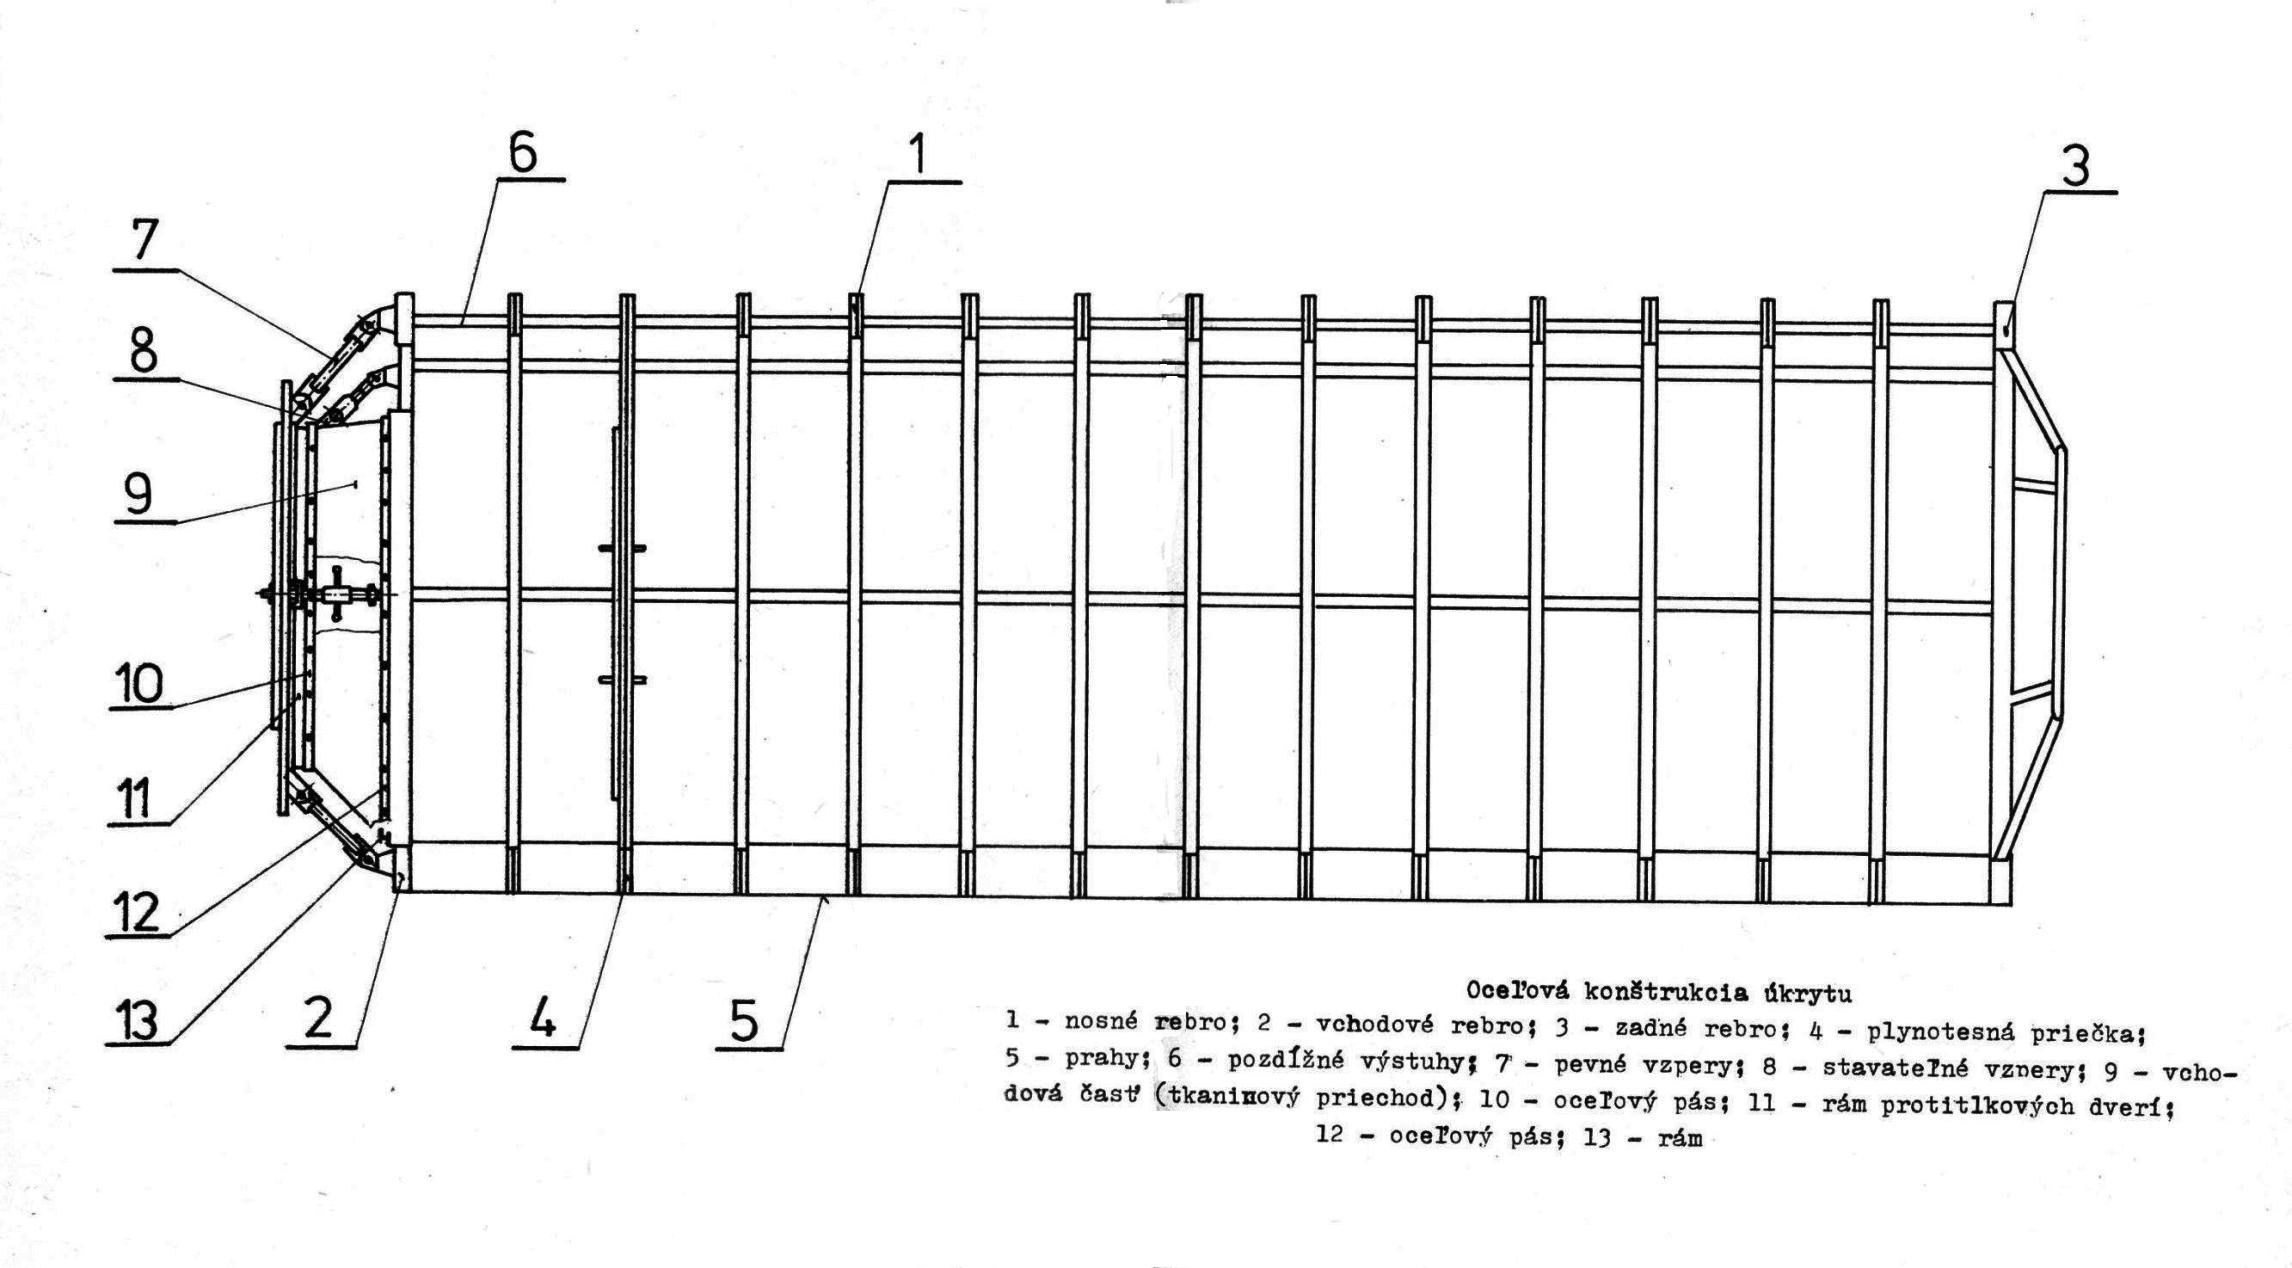 6
1
3
7
8
9
10
11
12
13
2
4
5
Oceľová konštrukcia úkrytu
1 - nosné rebro; 2 - vchodové rebro; 3 - zadné rebro; 4 - plynotesná priečka;
5 - prahy; 6 - pozdĺžné výstuhy; 7 - pevné vzpery; 8 - stavateľné vznery; 9 - vcho-
dová časť (tkaninový priechod); 10 - oceľový pás; 11 - rám protitlkových dverí;
12 - oceľový pás; 13 - rám